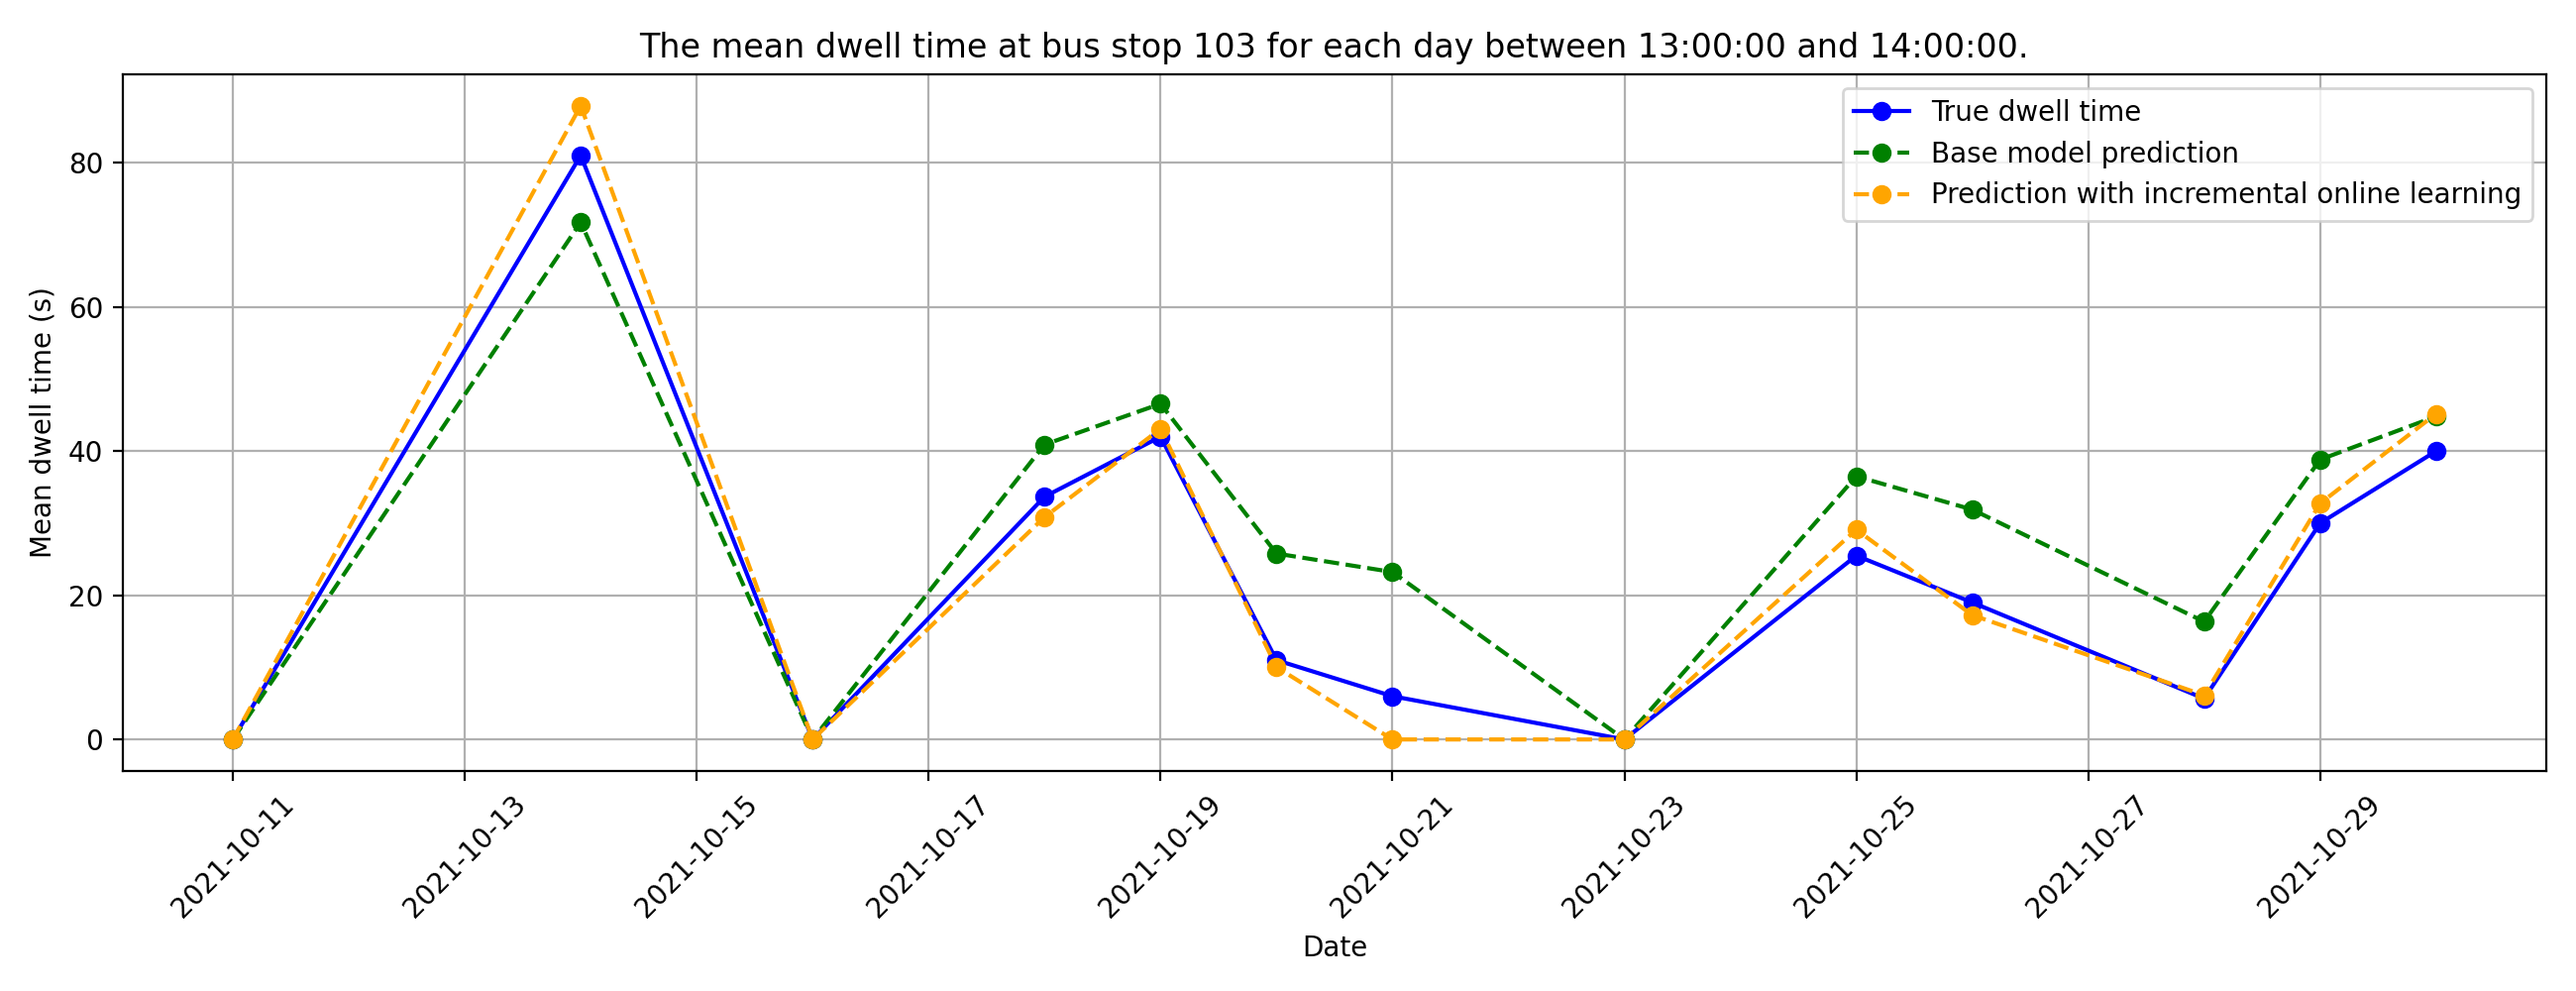 The mean dwell time at bus stop 103 for each day between 13:00:00 and 14:00:00.
True dwell time
Base model prediction
Prediction with incremental online learning
Mean dwell time (s)
80
60
40
20
0
2021-10-11
2021-10-13
2021-10-15
2021-10-17
2021-10-19
2021-10-21
2021-10-23
2021-10-25
2021-10-27
2021-10-29
Date